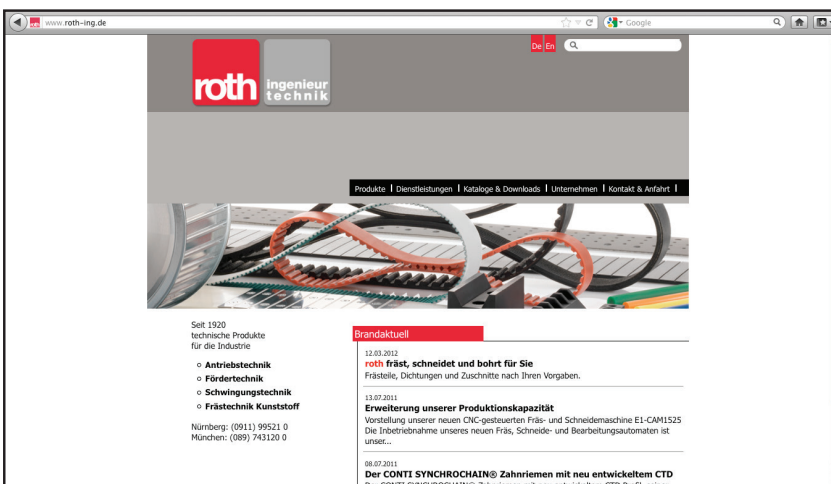 www.roth-ing.de
Google
roth
ingenieur
technik
De En
Produkte | Dienstleistungen | Kataloge & Downloads | Unternehmen | Kontakt & Anfahrt |
Seit 1920
technische Produkte
für die Industrie
Antriebstechnik
Fördertechnik
Schwingungstechnik
Frästechnik Kunststoff
Nürnberg: (0911) 99521 0
München: (089) 743120 0
Brandaktuell
12.03.2012
roth fräst, schneidet und bohrt für Sie
Frästeile, Dichtungen und Zuschnitte nach Ihren Vorgaben.
13.07.2011
Erweiterung unserer Produktionskapazität
Vorstellung unserer neuen CNC-gesteuerten Fräs- und Schneidemaschine E1-CAM1525
Die Inbetriebnahme unseres neuen Fräs, Schneide- und Bearbeitungsautomaten ist
unser...
08.07.2011
Der CONTI SYNCHROCHAIN® Zahnriemen mit neu entwickeltem CTD